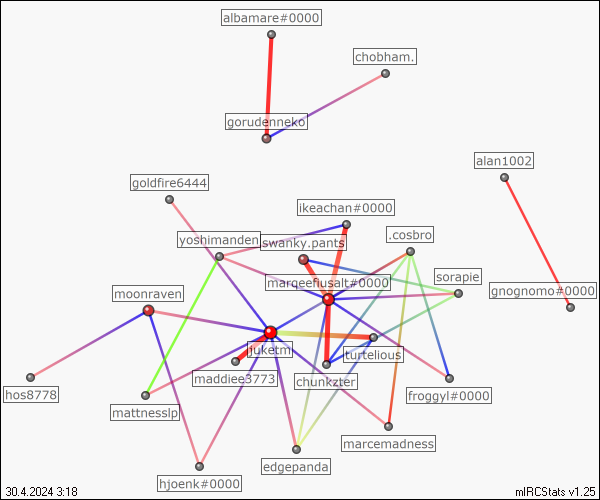 albamare#0000
chobham.
gorudenneko
alan1002
goldfire6444
ikeachan#0000
yoshimanden
swanky.pants
.cosbro
marqeefiusalt#0000
sorapie
moonraven
gnognomo#0000
juketmi
turtelious
maddiee3773
chunkzter
hos8778
mattnesslp
froggyl#0000
marcemadness
edgepanda
hjoenk#0000
30.4.2024 3:18
mIRCStats v1.25